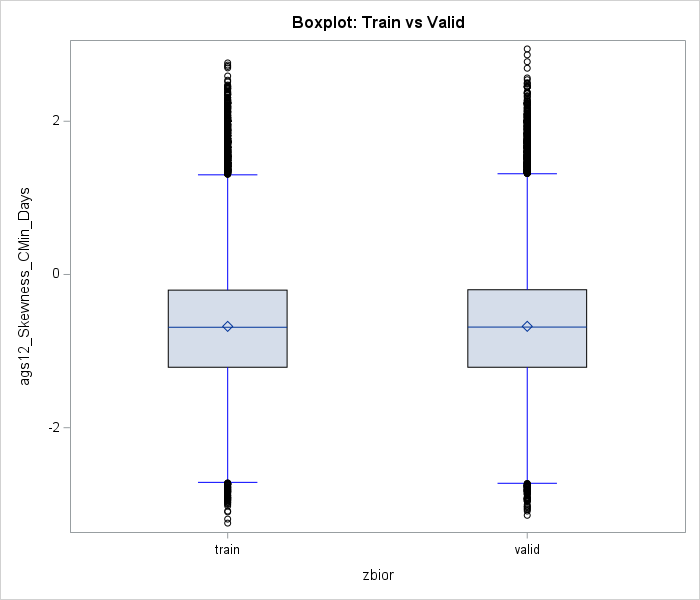 Boxplot: Train vs Valid
ags12_Skewness_CMin_Days
2
0
-2
train
valid
zbior